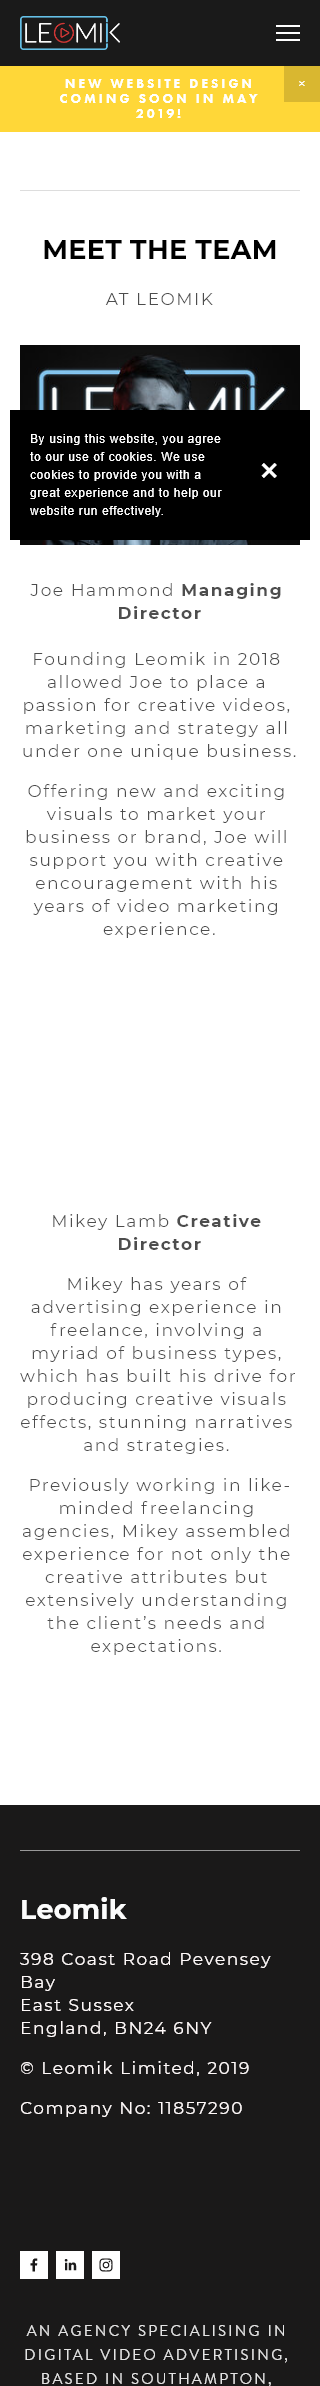 LEOMIK
NEW WEBSITE DESIGN
COMING SOON IN MAY
2019!
×
MEET THE TEAM
AT LEOMIK
LEOMIK
By using this website, you agree
to our use of cookies. We use
cookies to provide you with a
great experience and to help our
website run effectively.
Joe Hammond Managing
Director
Founding Leomik in 2018
allowed Joe to place a
passion for creative videos,
marketing and strategy all
under one unique business.
Offering new and exciting
visuals to market your
business or brand, Joe will
support you with creative
encouragement with his
years of video marketing
experience.
Mikey Lamb Creative
Director
Mikey has years of
advertising experience in
freelance, involving a
myriad of business types,
which has built his drive for
producing creative visuals
effects, stunning narratives
and strategies.
Previously working in like-
minded freelancing
agencies, Mikey assembled
experience for not only the
creative attributes but
extensively understanding
the client’s needs and
expectations.
Leomik
398 Coast Road Pevensey
Bay
East Sussex
England, BN24 6NY
© Leomik Limited, 2019
Company No: 11857290
AN AGENCY SPECIALISING IN
DIGITAL VIDEO ADVERTISING,
BASED IN SOUTHAMPTON,